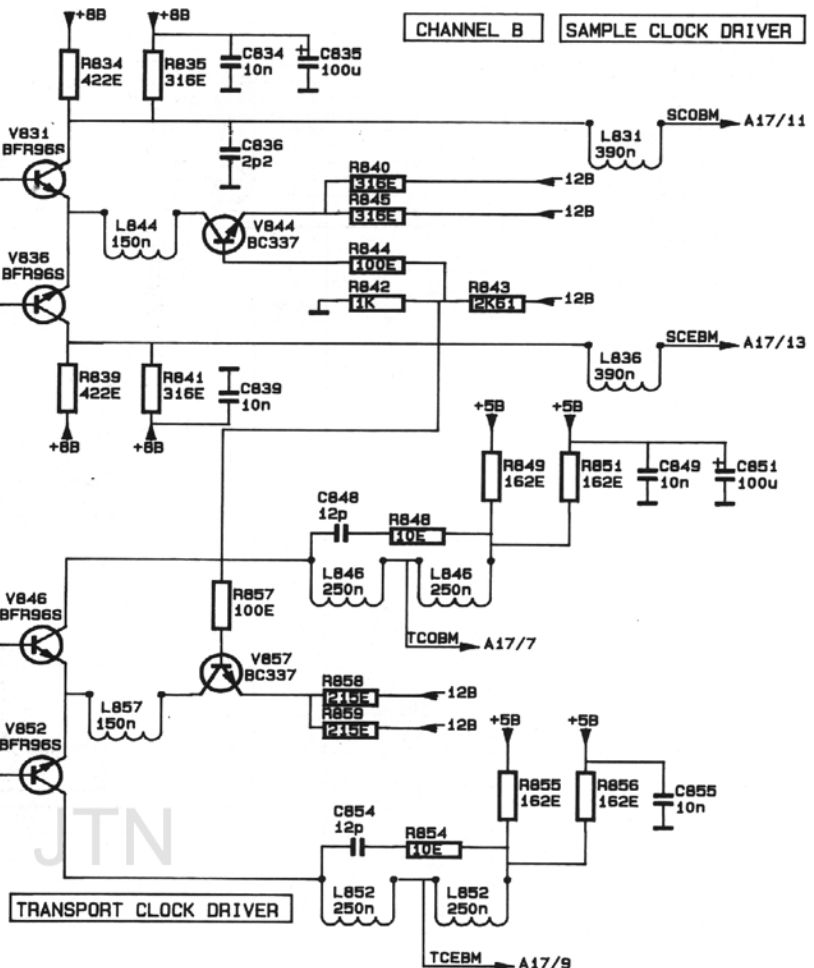 +8B +8B
CHANNEL B SAMPLE CLOCK DRIVER
R834 422E
R835 316E
C834 10n
C835 100u
V831 BFR96S
C836 2p2
L831 390n
SCOBM A17/11
R840 316E 12B
R845 316E 12B
L844 150n
V844 BC337
V836 BFR96S
R844 100E
R842 1K
R843 2K61 12B
SCEBM A17/13
L836 390n
R839 422E
R841 316E
C839 10n
+8B +8B
+5B +5B
R849 162E
R851 162E
C849 10n
C851 100u
C848 12p
R848 10E
V846 BFR96S
R857 100E
L846 250n
L846 250n
TCOBM A17/7
V857 BC337
L857 150n
R858 215E 12B
R859 215E 12B
V852 BFR96S
+5B +5B
R855 162E
R856 162E
C855 10n
C854 12p
R854 10E
JTN
L852 250n
L852 250n
TRANSPORT CLOCK DRIVER
TCEBM A17/9